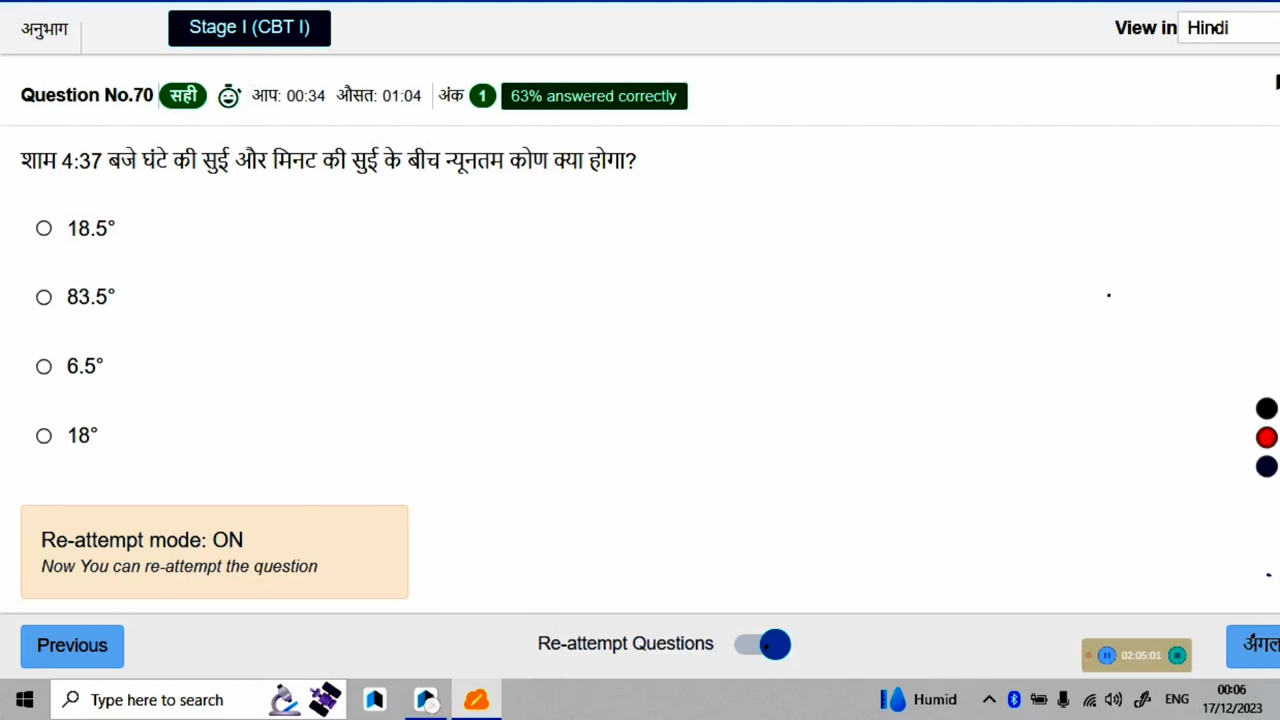 अनुभाग
Stage I (CBT I)
View in Hindi
Question No.70 सही आप: 00:34 औसत: 01:04 अंक 1 63% answered correctly
शाम 4:37 बजे घंटे की सुई और मिनट की सुई के बीच न्यूनतम कोण क्या होगा?
18.5°
83.5°
6.5°
18°
Re-attempt mode: ON
Now You can re-attempt the question
Previous
Re-attempt Questions
02:05:01
Type here to search
Humid
ENG
00:06
17/12/2023